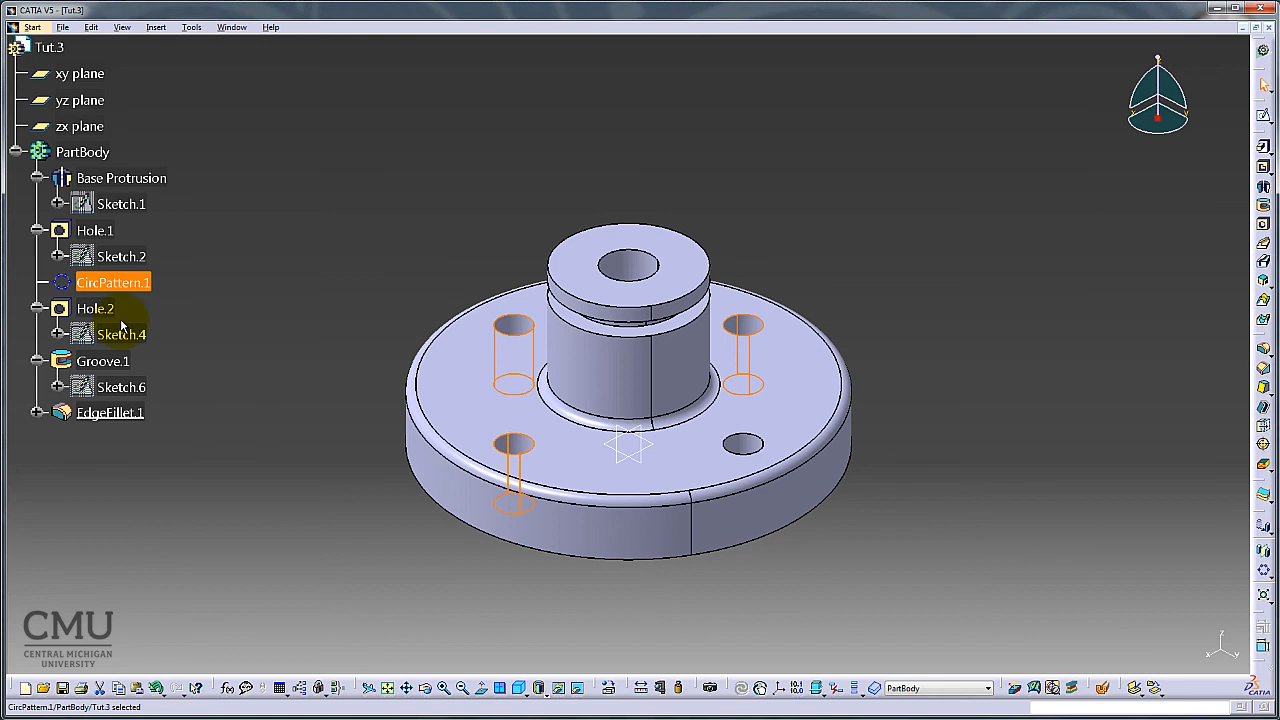 CATIA V5 - [Tut.3]
Start File Edit View Insert Tools Window Help
Tut.3
xy plane
yz plane
zx plane
PartBody
Base Protrusion
Sketch.1
Hole.1
Sketch.2
CircPattern.1
Hole.2
Sketch.4
Groove.1
Sketch.6
EdgeFillet.1
CMU
CENTRAL MICHIGAN
UNIVERSITY
z
x y
f(x)
PartBody
CATIA
CircPattern.1/PartBody/Tut.3 selected